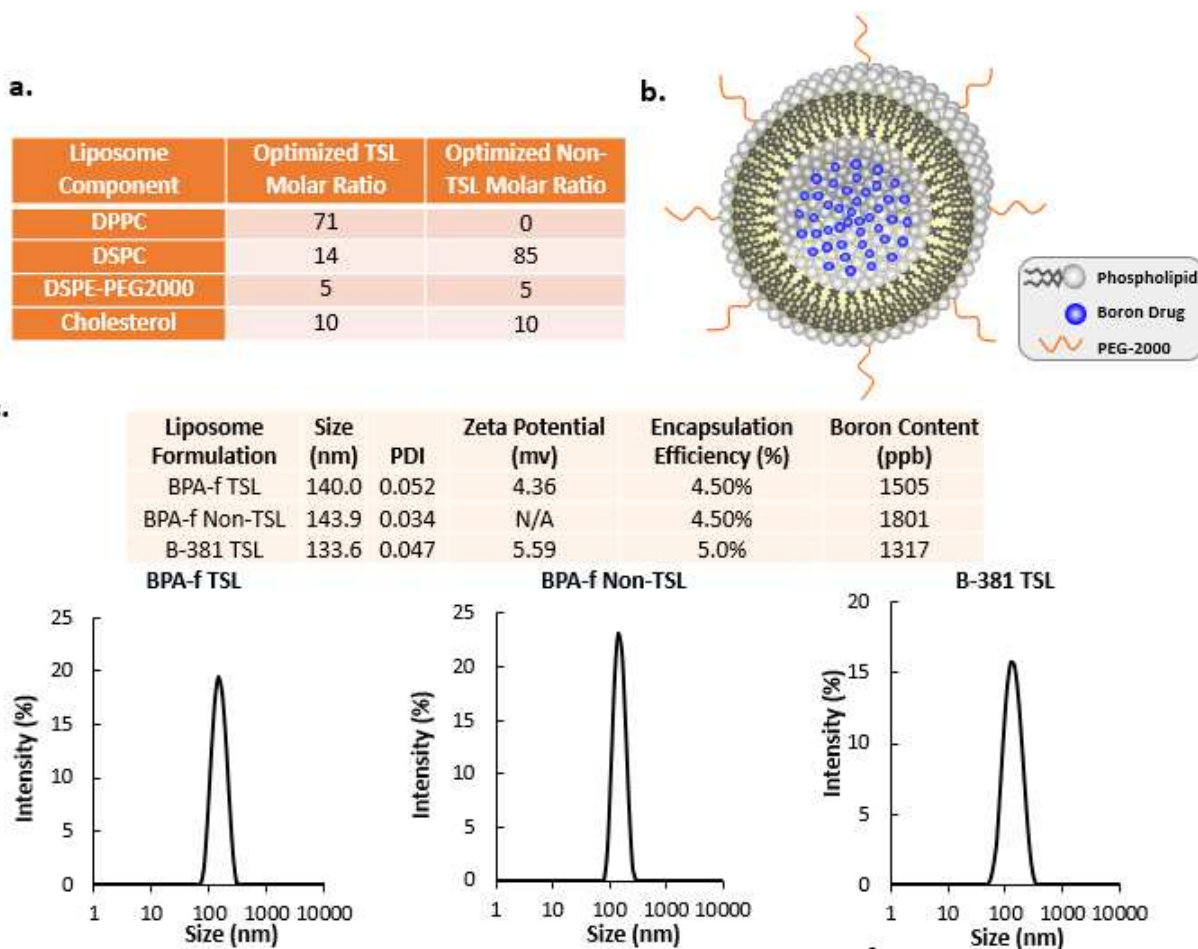 a.
Liposome Component Optimized TSL Molar Ratio Optimized Non-TSL Molar Ratio
DPPC 71 0
DSPC 14 85
DSPE-PEG2000 5 5
Cholesterol 10 10
b.
Phospholipid
Boron Drug
PEG-2000
Liposome Formulation Size (nm) PDI Zeta Potential (mv) Encapsulation Efficiency (%) Boron Content (ppb)
BPA-f TSL 140.0 0.052 4.36 4.50% 1505
BPA-f Non-TSL 143.9 0.034 N/A 4.50% 1801
B-381 TSL 133.6 0.047 5.59 5.0% 1317
BPA-f TSL
25
20
15
10
5
0
Intensity (%)
1 10 100 1000 10000
Size (nm)
BPA-f Non-TSL
25
20
15
10
5
0
Intensity (%)
1 10 100 1000 10000
Size (nm)
B-381 TSL
20
15
10
5
0
Intensity (%)
1 10 100 1000 10000
Size (nm)